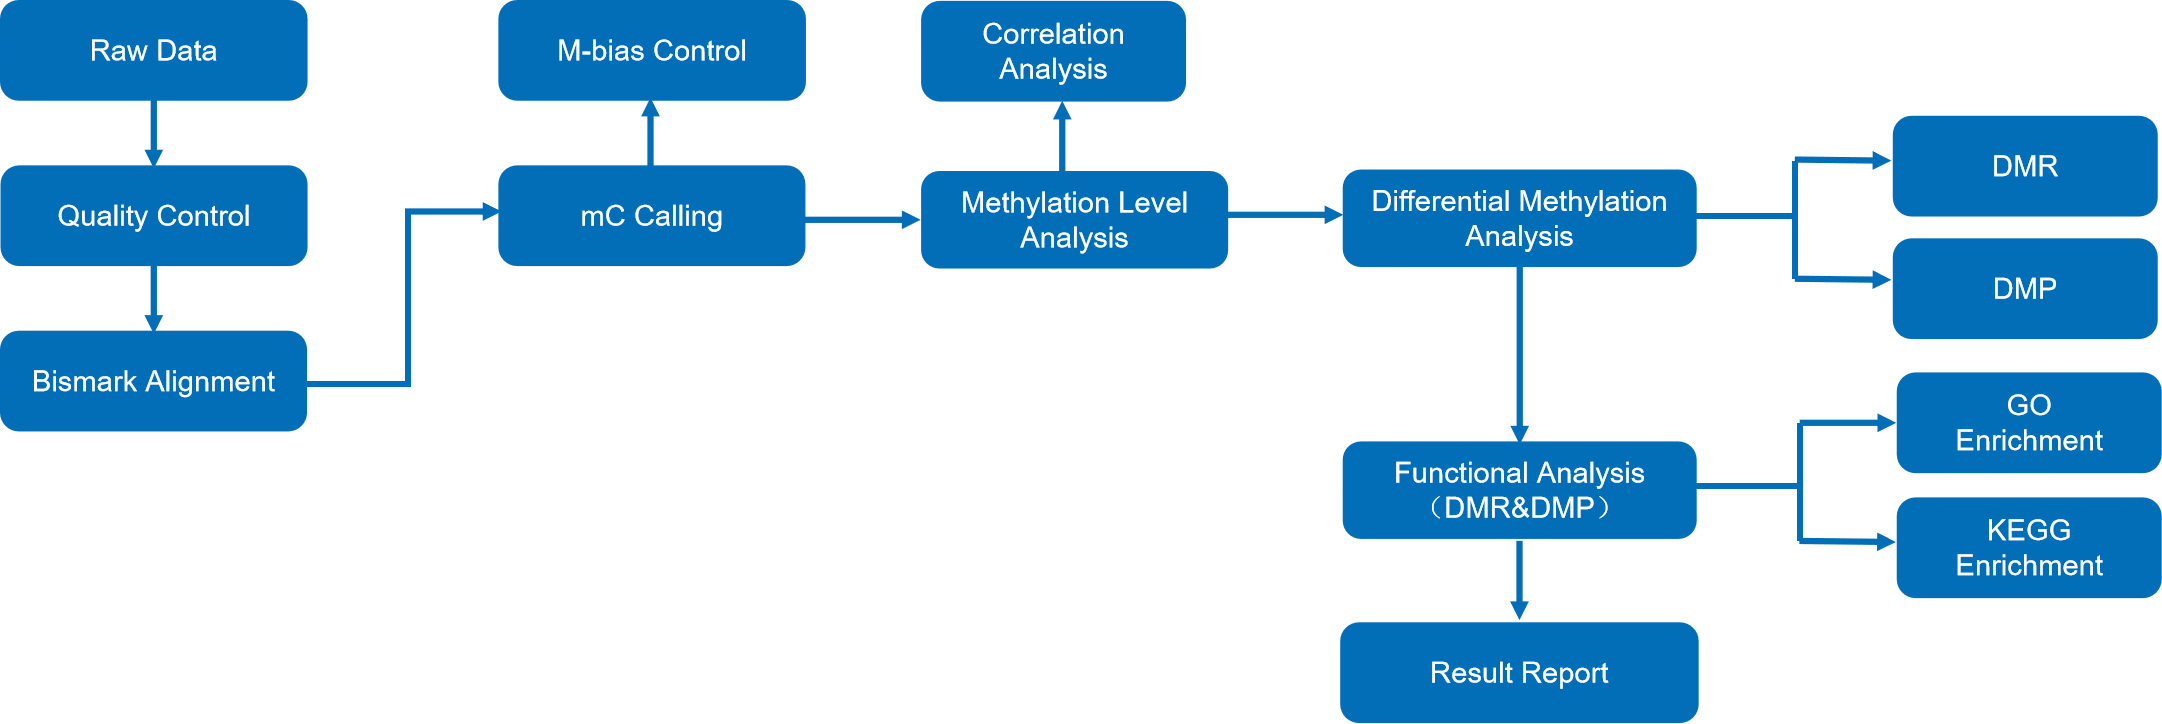 Raw Data
Quality Control
Bismark Alignment
M-bias Control
mC Calling
Correlation
Analysis
Methylation Level
Analysis
Differential Methylation
Analysis
DMR
DMP
Functional Analysis
（DMR&DMP）
GO
Enrichment
KEGG
Enrichment
Result Report